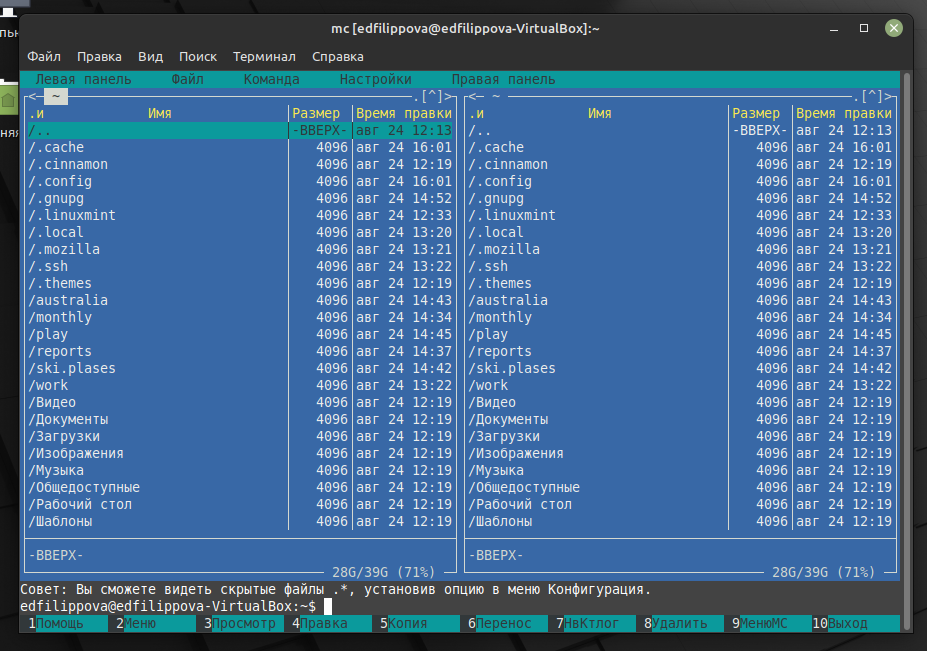 mc [edfilippova@edfilippova-VirtualBox]:~
Файл Правка Вид Поиск Терминал Справка
Левая панель Файл Команда Настройки Правая панель
<— ~ .[^]> <— ~ .[^]>
.и Имя Размер Время правки .и Имя Размер Время правки
/.. -ВВЕРХ- авг 24 12:13 /.. -ВВЕРХ- авг 24 12:13
/.cache 4096 авг 24 16:01 /.cache 4096 авг 24 16:01
/.cinnamon 4096 авг 24 12:19 /.cinnamon 4096 авг 24 12:19
/.config 4096 авг 24 16:01 /.config 4096 авг 24 16:01
/.gnupg 4096 авг 24 14:52 /.gnupg 4096 авг 24 14:52
/.linuxmint 4096 авг 24 12:33 /.linuxmint 4096 авг 24 12:33
/.local 4096 авг 24 13:20 /.local 4096 авг 24 13:20
/.mozilla 4096 авг 24 13:21 /.mozilla 4096 авг 24 13:21
/.ssh 4096 авг 24 13:22 /.ssh 4096 авг 24 13:22
/.themes 4096 авг 24 12:19 /.themes 4096 авг 24 12:19
/australia 4096 авг 24 14:43 /australia 4096 авг 24 14:43
/monthly 4096 авг 24 14:34 /monthly 4096 авг 24 14:34
/play 4096 авг 24 14:45 /play 4096 авг 24 14:45
/reports 4096 авг 24 14:37 /reports 4096 авг 24 14:37
/ski.plases 4096 авг 24 14:42 /ski.plases 4096 авг 24 14:42
/work 4096 авг 24 13:22 /work 4096 авг 24 13:22
/Видео 4096 авг 24 12:19 /Видео 4096 авг 24 12:19
/Документы 4096 авг 24 12:19 /Документы 4096 авг 24 12:19
/Загрузки 4096 авг 24 12:19 /Загрузки 4096 авг 24 12:19
/Изображения 4096 авг 24 12:19 /Изображения 4096 авг 24 12:19
/Музыка 4096 авг 24 12:19 /Музыка 4096 авг 24 12:19
/Общедоступные 4096 авг 24 12:19 /Общедоступные 4096 авг 24 12:19
/Рабочий стол 4096 авг 24 12:19 /Рабочий стол 4096 авг 24 12:19
/Шаблоны 4096 авг 24 12:19 /Шаблоны 4096 авг 24 12:19
-ВВЕРХ- -ВВЕРХ-
28G/39G (71%) 28G/39G (71%)
Совет: Вы сможете видеть скрытые файлы .*, установив опцию в меню Конфигурация.
edfilippova@edfilippova-VirtualBox:~$
1Помощь 2Меню 3Просмотр 4Правка 5Копия 6Перенос 7НвКтлог 8Удалить 9МенюМС 10Выход